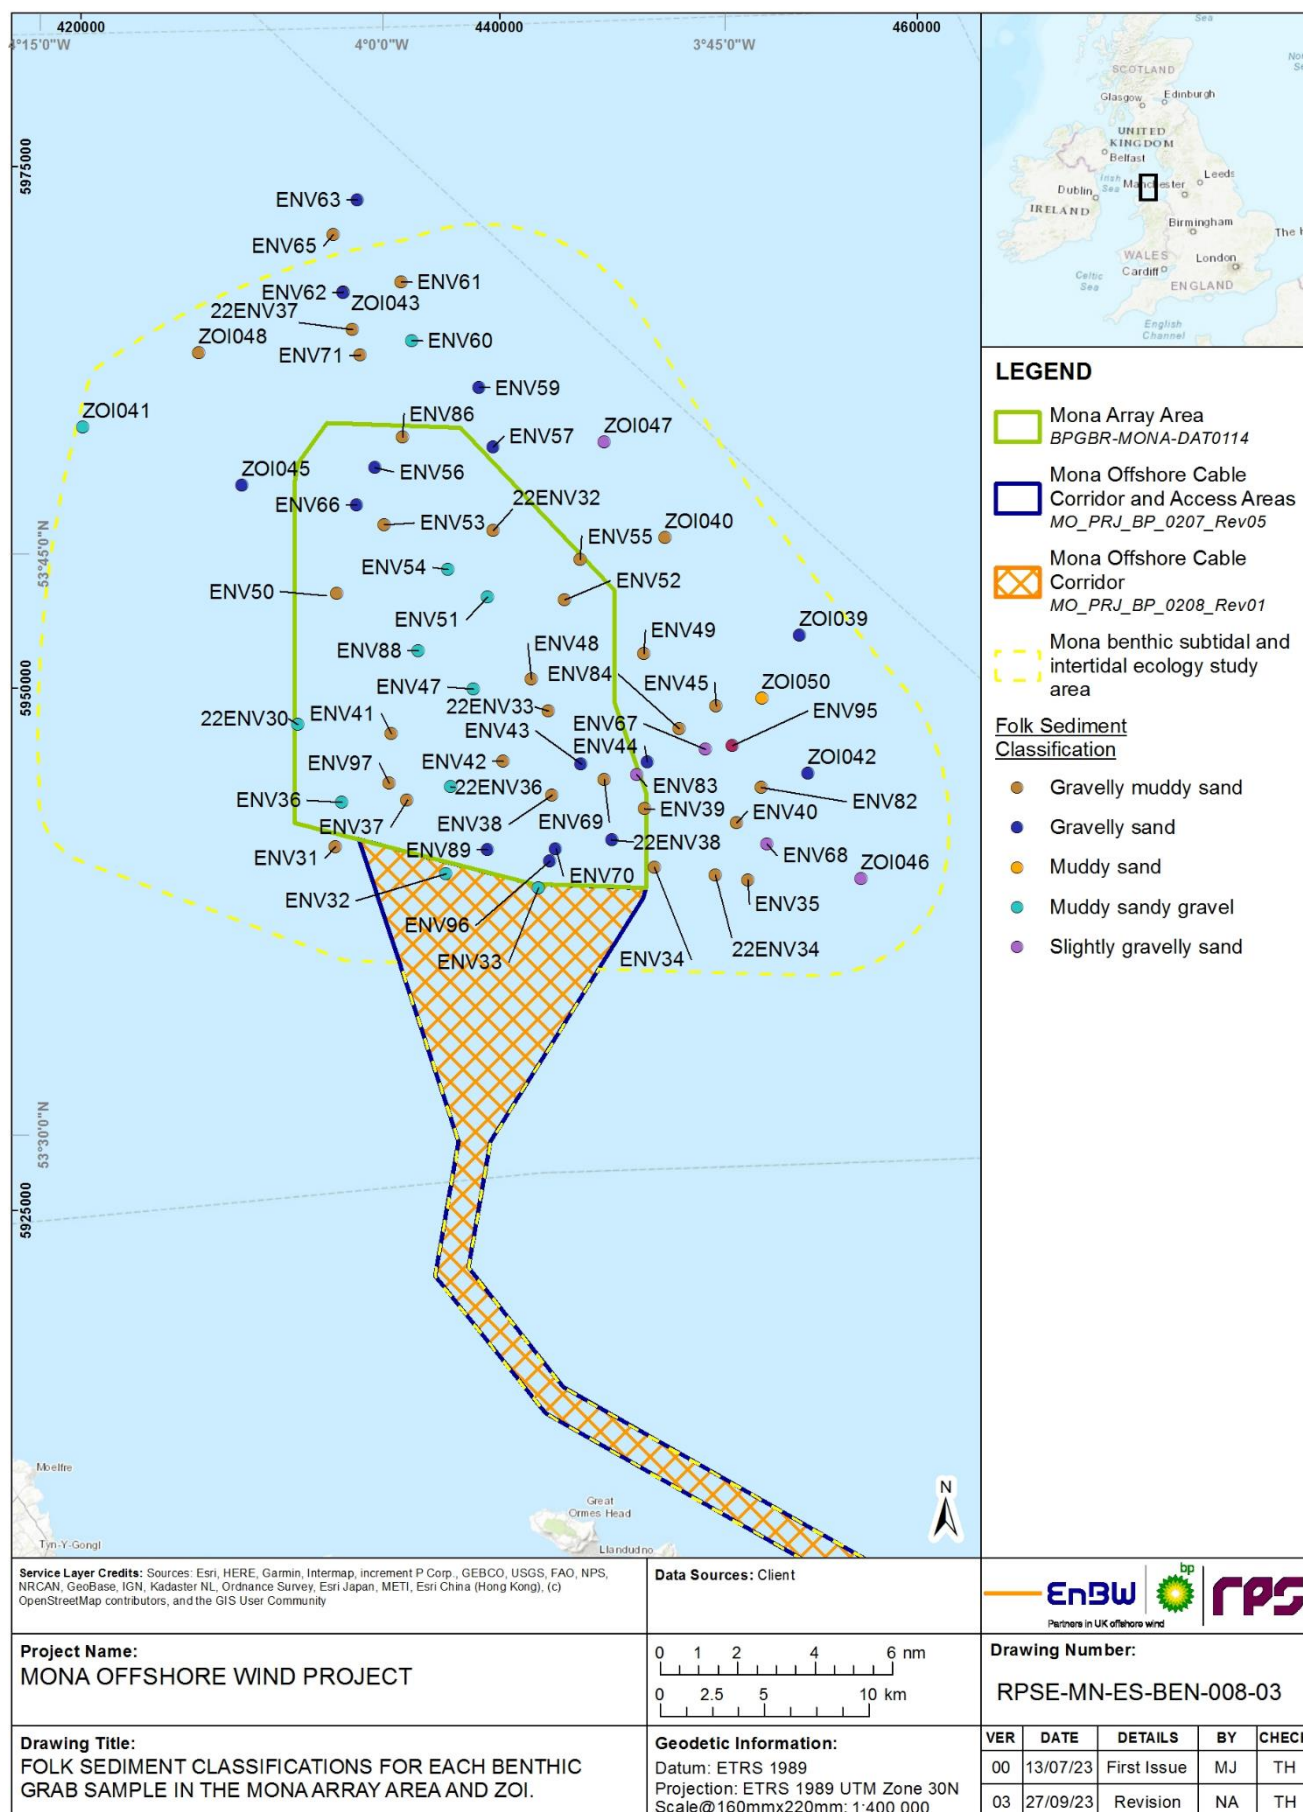 420000
440000
460000
4°0'0"W
3°45'0"W
5975000
ENV63
ENV65
ENV61
ENV62
ZOI043
22ENV37
ZOI048
ENV60
ENV71
ENV59
ZOI041
ENV86
ENV57
ZOI047
ZOI045
ENV56
ENV66
22ENV32
ENV53
ENV55
ZOI040
53°45'0"N
ENV54
ENV52
ENV50
ENV51
ZOI039
ENV88
ENV48
ENV49
ENV84
ENV45
ZOI050
5950000
ENV47
22ENV33
ENV95
22ENV30
ENV41
ENV43
ENV67
ENV44
ENV97
ENV42
ZOI042
ENV83
ENV36
22ENV36
ENV82
ENV39
ENV37
ENV38
ENV69
ENV40
ENV31
ENV89
22ENV38
ENV68
ENV70
ZOI046
ENV32
ENV96
ENV35
ENV33
ENV34
22ENV34
53°30'0"N
5925000
Moelfre
Tyn-Y-Gongl
Great
Ormes Head
Llandudno
N
Sea
SCOTLAND
Glasgow
Edinburgh
UNITED
KINGDOM
Belfast
Irish
Sea
Dublin
Manchester
Leeds
IRELAND
Birmingham
WALES
Cardiff
London
ENGLAND
Celtic
Sea
English
Channel
LEGEND
Mona Array Area
BPGBR-MONA-DAT0114
Mona Offshore Cable
Corridor and Access Areas
MO_PRJ_BP_0207_Rev05
Mona Offshore Cable
Corridor
MO_PRJ_BP_0208_Rev01
Mona benthic subtidal and
intertidal ecology study
area
Folk Sediment
Classification
Gravelly muddy sand
Gravelly sand
Muddy sand
Muddy sandy gravel
Slightly gravelly sand
Service Layer Credits: Sources: Esri, HERE, Garmin, Intermap, increment P Corp., GEBCO, USGS, FAO, NPS,
NRCAN, GeoBase, IGN, Kadaster NL, Ordnance Survey, Esri Japan, METI, Esri China (Hong Kong), (c)
OpenStreetMap contributors, and the GIS User Community
Data Sources: Client
EnBW
bp
rps
Partners in UK offshore wind
Project Name:
MONA OFFSHORE WIND PROJECT
0 1 2 4 6 nm
0 2.5 5 10 km
Drawing Number:
RPSE-MN-ES-BEN-008-03
Drawing Title:
FOLK SEDIMENT CLASSIFICATIONS FOR EACH BENTHIC
GRAB SAMPLE IN THE MONA ARRAY AREA AND ZOI.
Geodetic Information:
Datum: ETRS 1989
Projection: ETRS 1989 UTM Zone 30N
Scale@160mmx220mm: 1:400,000
VER DATE DETAILS BY
00 13/07/23 First Issue MJ TH
03 27/09/23 Revision NA TH